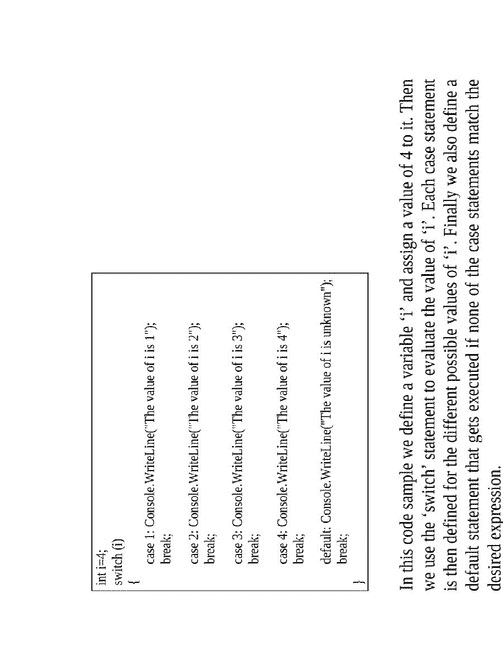 int i=4;
switch (i)
{
case 1: Console.WriteLine("The value of i is 1");
break;
case 2: Console.WriteLine("The value of i is 2");
break;
case 3: Console.WriteLine("The value of i is 3");
break;
case 4: Console.WriteLine("The value of i is 4");
break;
default: Console.WriteLine("The value of i is unknown");
break;
}
In this code sample we define a variable ‘i’ and assign a value of 4 to it. Then
we use the ‘switch’ statement to evaluate the value of ‘i’. Each case statement
is then defined for the different possible values of ‘i’. Finally we also define a
default statement that gets executed if none of the case statements match the
desired expression.